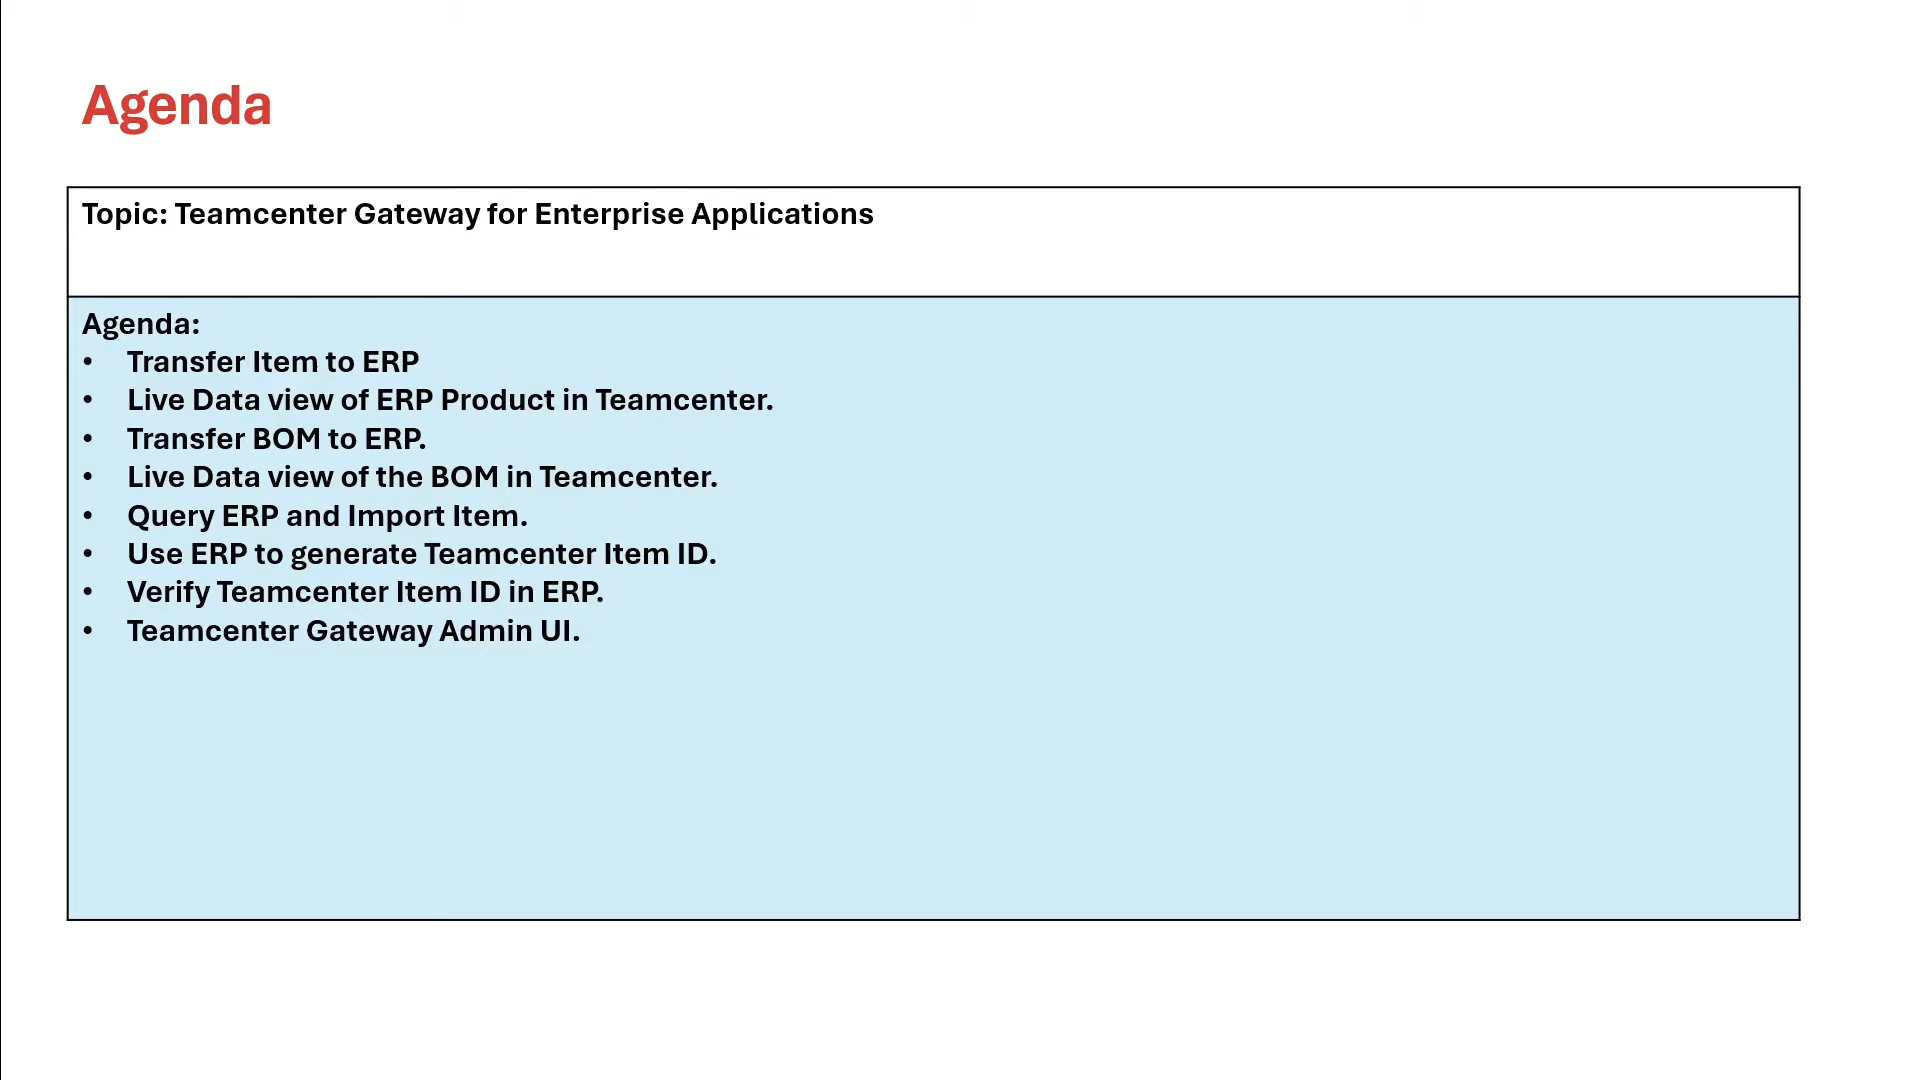 Agenda
Topic: Teamcenter Gateway for Enterprise Applications
Agenda:
• Transfer Item to ERP
• Live Data view of ERP Product in Teamcenter.
• Transfer BOM to ERP.
• Live Data view of the BOM in Teamcenter.
• Query ERP and Import Item.
• Use ERP to generate Teamcenter Item ID.
• Verify Teamcenter Item ID in ERP.
• Teamcenter Gateway Admin UI.